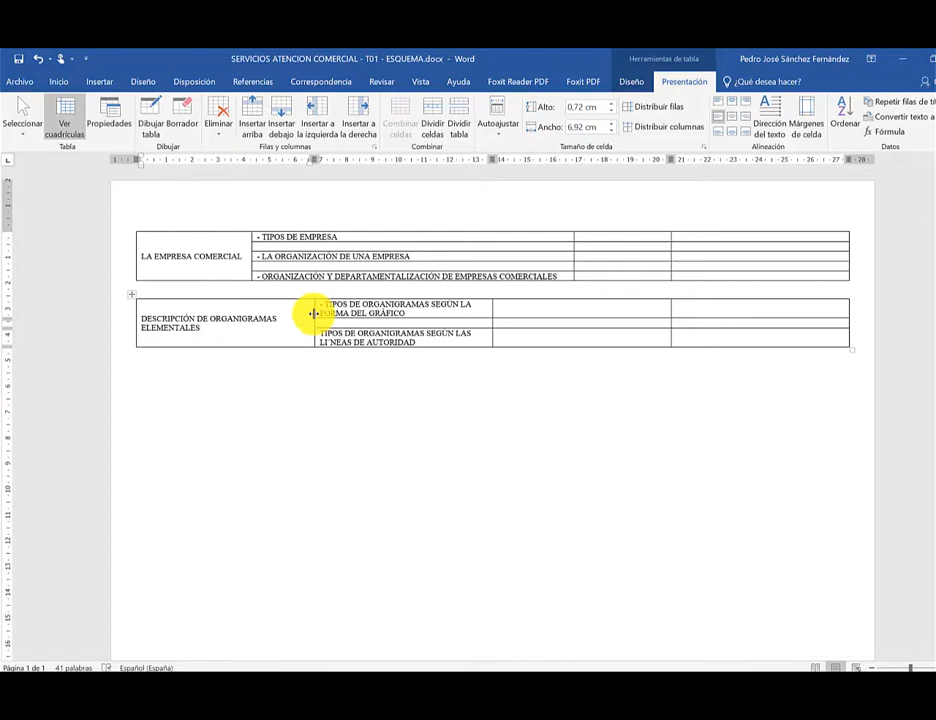 SERVICIOS ATENCION COMERCIAL - T01 - ESQUEMA.docx - Word
Herramientas de tabla
Pedro José Sánchez Fernández
Archivo Inicio Insertar Diseño Disposición Referencias Correspondencia Revisar Vista Ayuda Foxit Reader PDF Foxit PDF Diseño Presentación ¿Qué desea hacer?
Seleccionar
Ver cuadrículas
Propiedades
Tabla
Dibujar tabla
Borrador
Dibujar
Eliminar
Insertar arriba
Insertar debajo
Insertar a la izquierda
Insertar a la derecha
Filas y columnas
Combinar celdas
Dividir celdas
Dividir tabla
Combinar
Autoajustar
Alto: 0,72 cm
Ancho: 6,92 cm
Distribuir filas
Distribuir columnas
Tamaño de celda
Dirección del texto
Márgenes de celda
Alineación
Ordenar
Repetir filas de tí
Convertir texto a
Fórmula
Datos
LA EMPRESA COMERCIAL
- TIPOS DE EMPRESA
- LA ORGANIZACIÓN DE UNA EMPRESA
- ORGANIZACIÓN Y DEPARTAMENTALIZACIÓN DE EMPRESAS COMERCIALES
DESCRIPCIÓN DE ORGANIGRAMAS
ELEMENTALES
- TIPOS DE ORGANIGRAMAS SEGÚN LA
FORMA DEL GRÁFICO
TIPOS DE ORGANIGRAMAS SEGÚN LAS
LI´NEAS DE AUTORIDAD
Página 1 de 1 41 palabras Español (España)